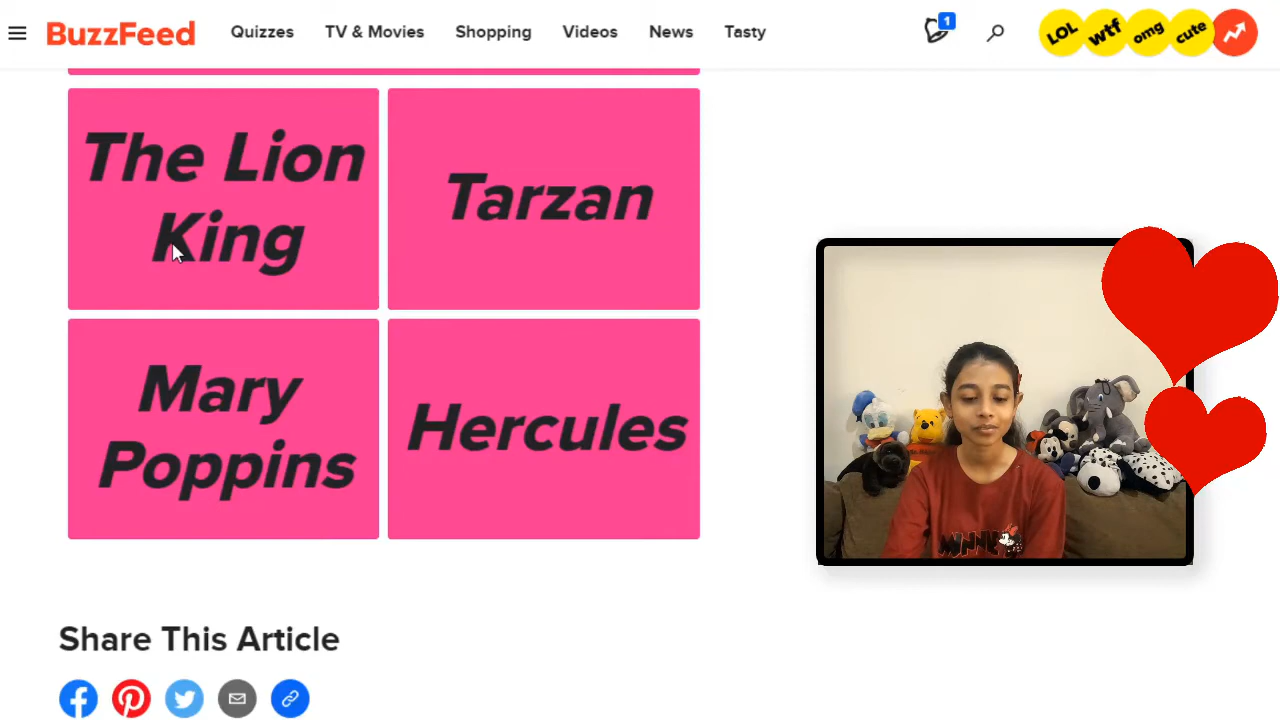 BuzzFeed Quizzes TV & Movies Shopping Videos News Tasty 1 LOL wtf omg cute
The Lion
King
Tarzan
Mary
Poppins
Hercules
MINNIE
Share This Article